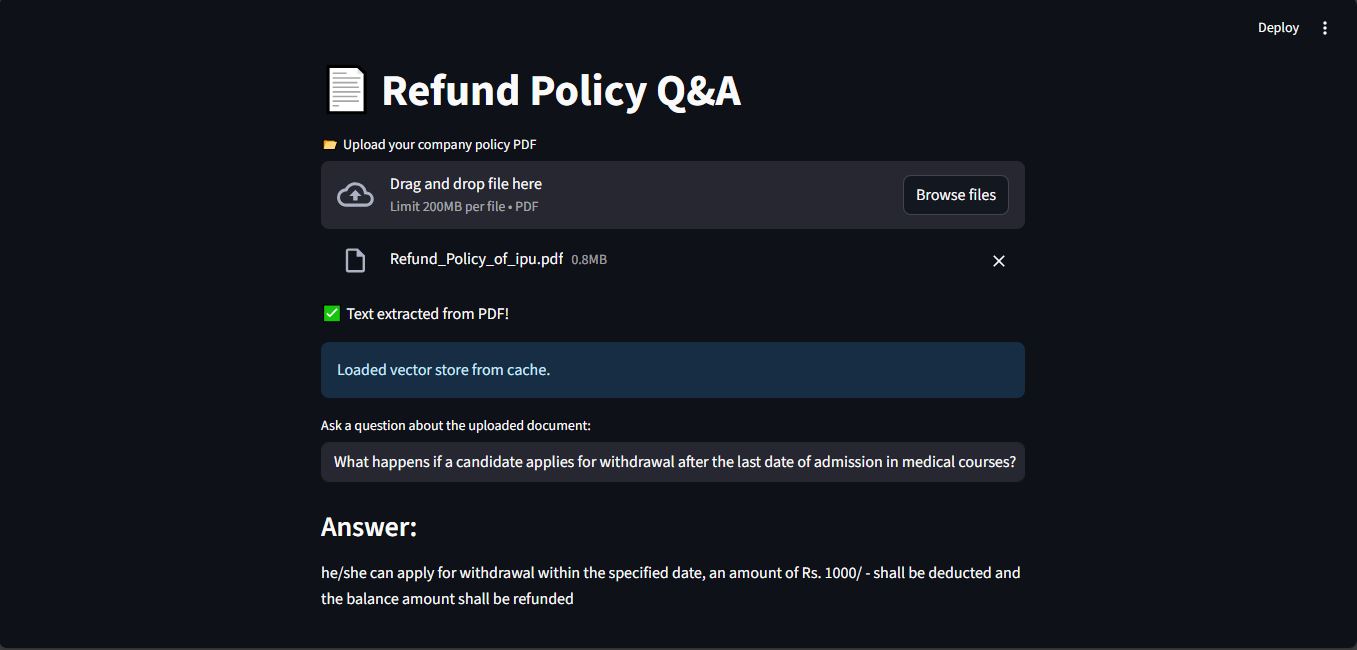 Deploy
Refund Policy Q&A
Upload your company policy PDF
Drag and drop file here
Limit 200MB per file • PDF
Browse files
Refund_Policy_of_ipu.pdf 0.8MB
Text extracted from PDF!
Loaded vector store from cache.
Ask a question about the uploaded document:
What happens if a candidate applies for withdrawal after the last date of admission in medical courses?
Answer:
he/she can apply for withdrawal within the specified date, an amount of Rs. 1000/ - shall be deducted and
the balance amount shall be refunded